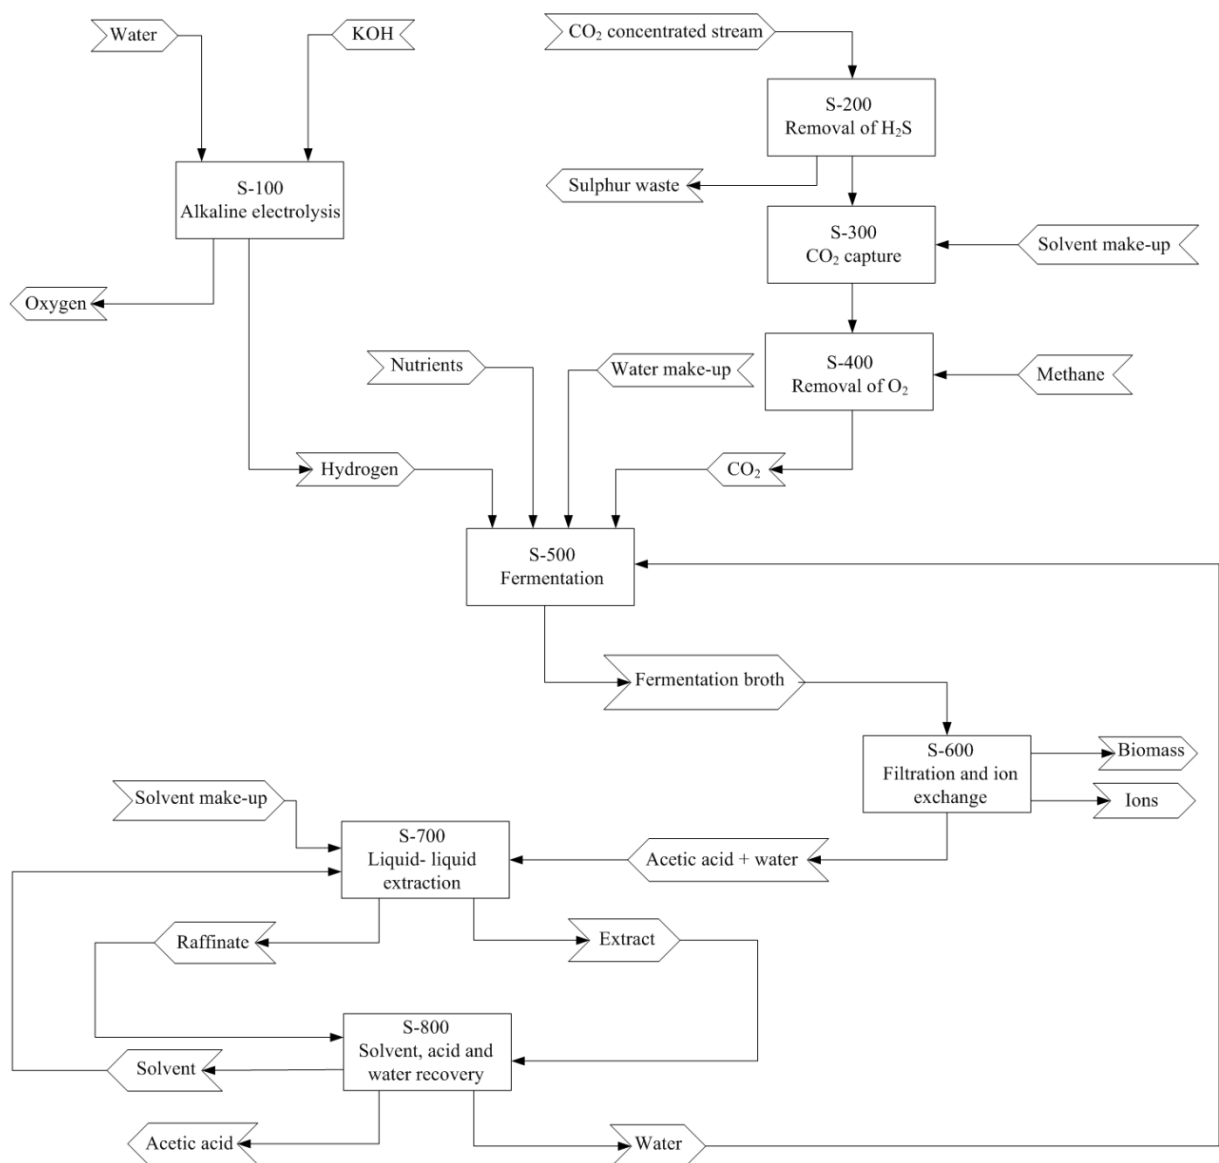 Water
KOH
CO₂ concentrated stream
S-200
Removal of H₂S
S-100
Alkaline electrolysis
Sulphur waste
S-300
CO₂ capture
Solvent make-up
Oxygen
Nutrients
Water make-up
S-400
Removal of O₂
Methane
Hydrogen
CO₂
S-500
Fermentation
Fermentation broth
S-600
Filtration and ion
exchange
Biomass
Ions
Solvent make-up
S-700
Liquid- liquid
extraction
Acetic acid + water
Raffinate
Extract
S-800
Solvent, acid and
water recovery
Solvent
Acetic acid
Water